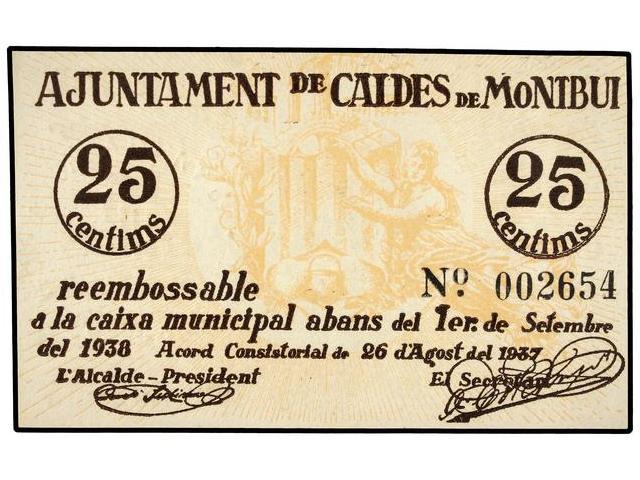 AJUNTAMENT DE CALDES DE MONTBUI
25 centims
25 centims
reembossable
Nº 002654
a la caixa municipal abans del 1er. de Setembre
del 1938 Acord Consistorial de 26 d'Agost del 1937
L'Alcalde-President
El Secretari